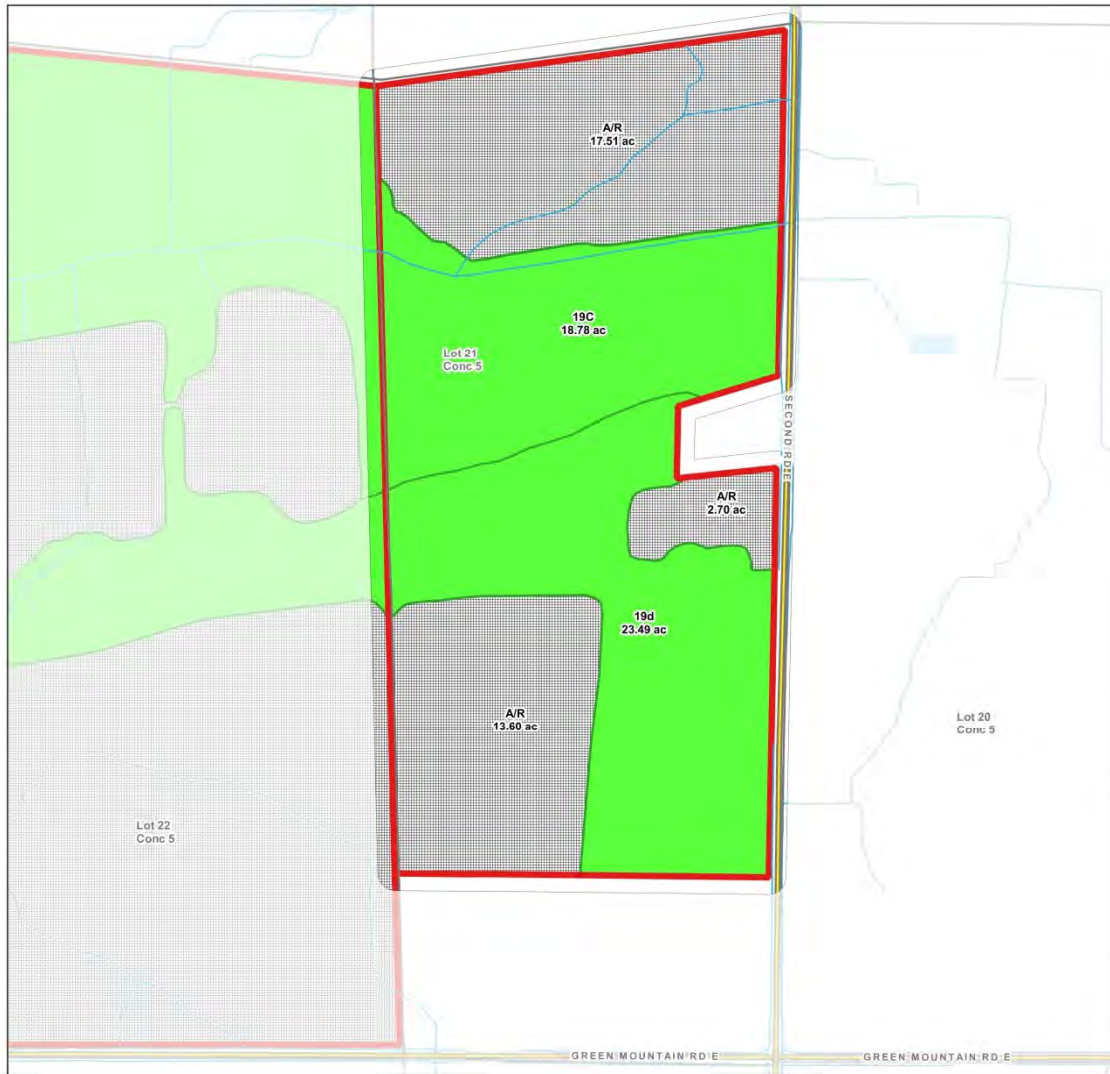 A/R
17.51 ac
19C
18.78 ac
Lot 21
Conc 5
SECOND RD E
A/R
2.70 ac
19d
23.49 ac
A/R
13.60 ac
Lot 20
Conc 5
Lot 22
Conc 5
GREEN MOUNTAIN RD E
GREEN MOUNTAIN RD E